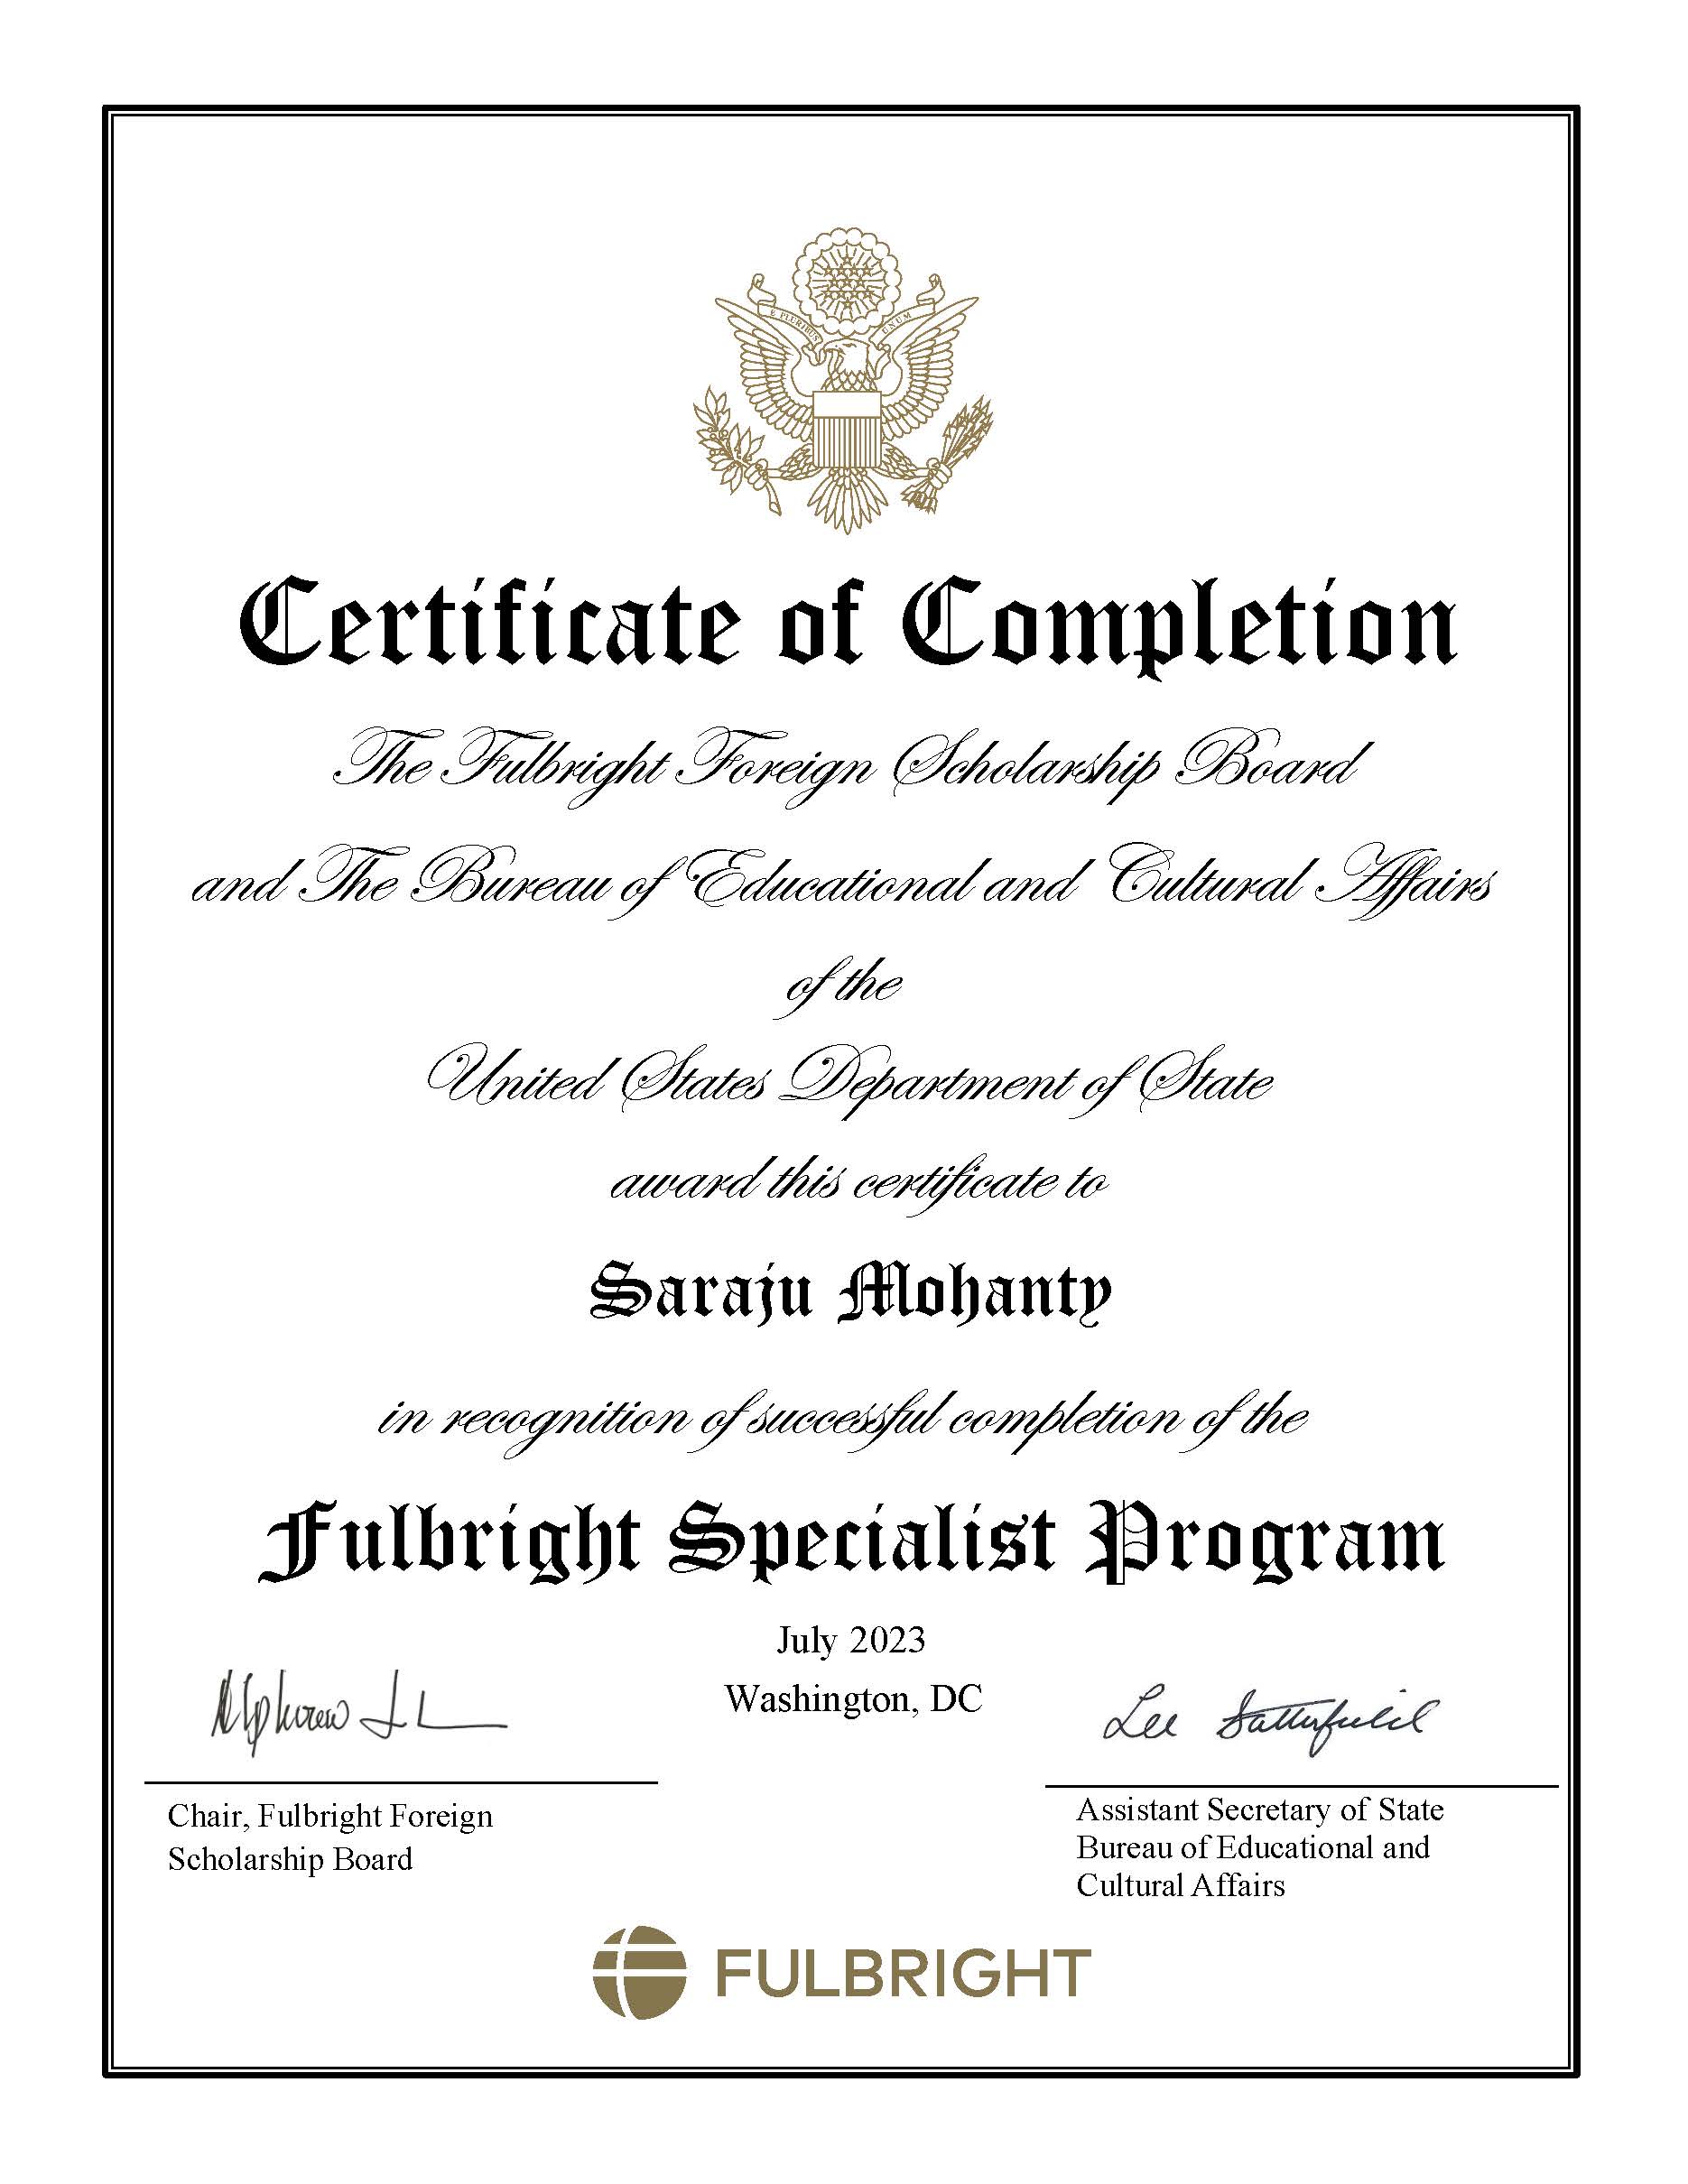 E PLURIBUS UNUM
Certificate of Completion
The Fulbright Foreign Scholarship Board
and The Bureau of Educational and Cultural Affairs
of the
United States Department of State
award this certificate to
Saraju Mohanty
in recognition of successful completion of the
Fulbright Specialist Program
July 2023
Washington, DC
Lee Satterfield
Chair, Fulbright Foreign
Scholarship Board
Assistant Secretary of State
Bureau of Educational and
Cultural Affairs
FULBRIGHT